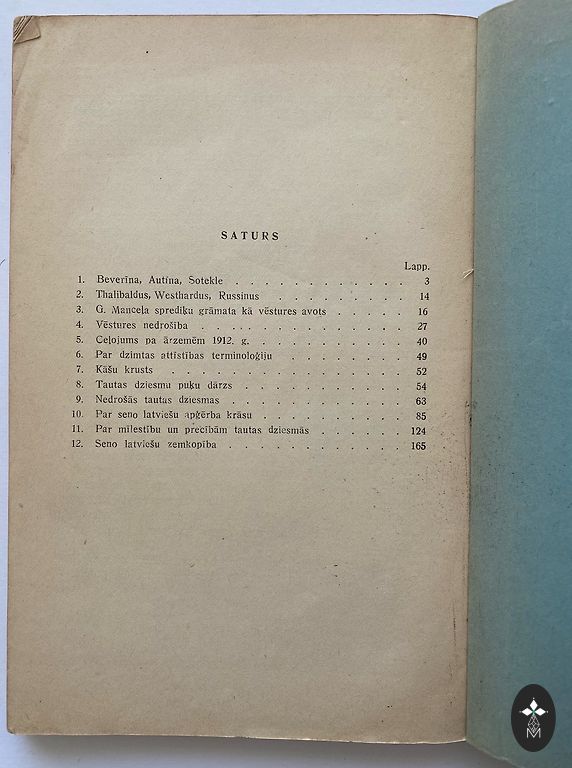 SATURS
Lapp.
1. Beverīna, Autīna, Sotekle . . . . . . . . . . 3
2. Thalibaldus, Westhardus, Russinus . . . . . . . . 14
3. G. Manceļa sprediķu grāmata kā vēstures avots . . . . . 16
4. Vēstures nedrošība . . . . . . . . . . . 27
5. Ceļojums pa ārzemēm 1912. g. . . . . . . . . . 40
6. Par dzimtas attīstības terminoloģiju . . . . . . . . 49
7. Kāšu krusts . . . . . . . . . . . . 52
8. Tautas dziesmu puķu dārzs . . . . . . . . . 54
9. Nedrošās tautas dziesmas . . . . . . . . . 63
10. Par seno latviešu apģērba krāsu . . . . . . . . 85
11. Par mīlestību un precībām tautas dziesmās . . . . . 124
12. Seno latviešu zemkopība . . . . . . . . . 165
M